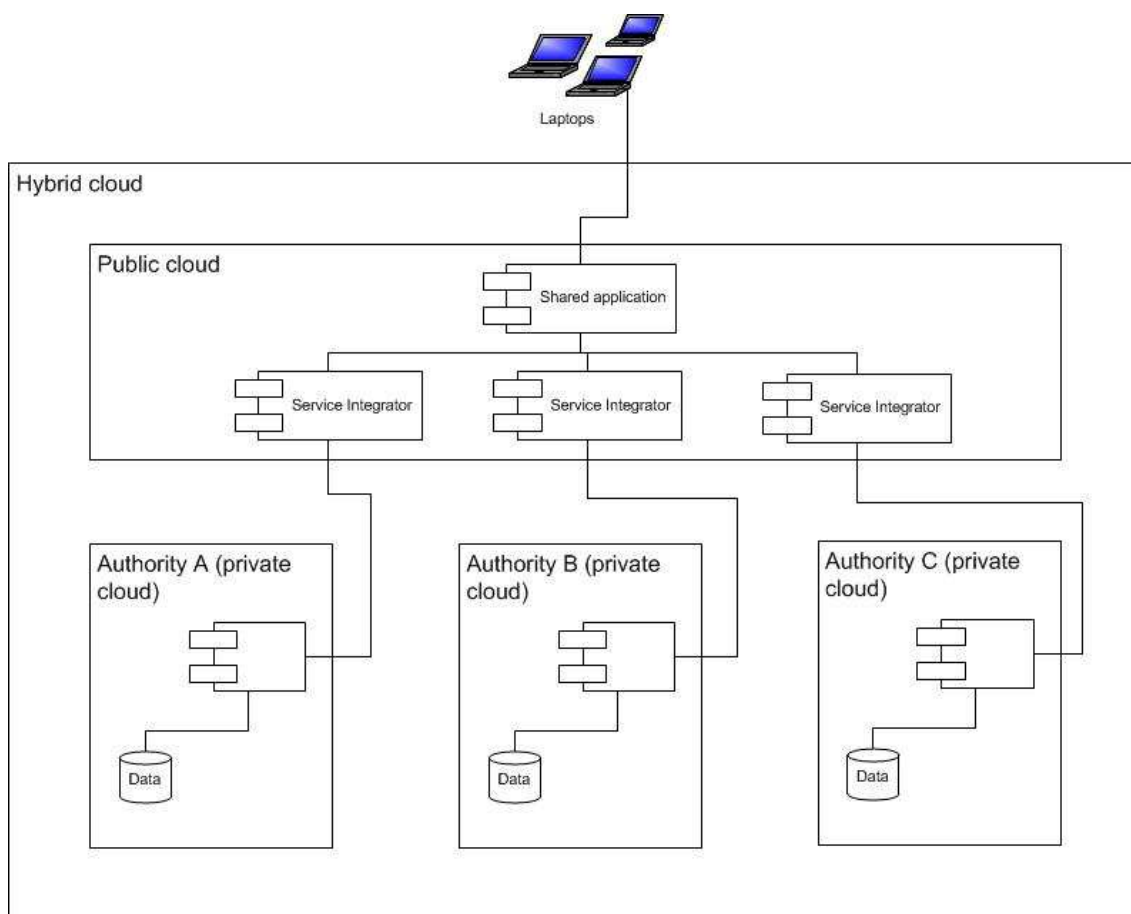 Laptops
Hybrid cloud
Public cloud
Shared application
Service Integrator
Service Integrator
Service Integrator
Authority A (private
cloud)
Authority B (private
cloud)
Authority C (private
cloud)
Data
Data
Data